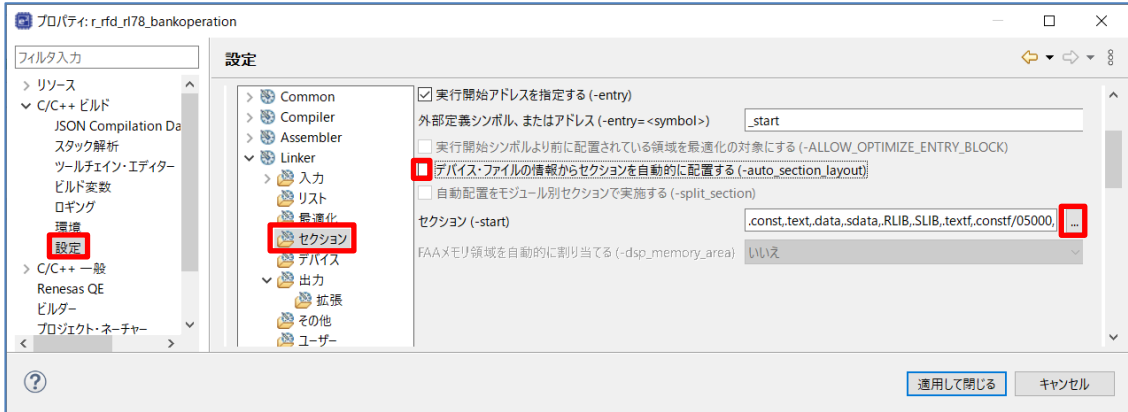 プロパティ: r_rfd_rl78_bankoperation
フィルタ入力
リソース
C/C++ ビルド
JSON Compilation Da
スタック解析
ツールチェイン・エディター
ビルド変数
ロギング
環境
設定
C/C++ 一般
Renesas QE
ビルダー
プロジェクト・ネーチャー
設定
Common
Compiler
Assembler
Linker
入力
リスト
最適化
セクション
デバイス
出力
拡張
その他
ユーザー
実行開始アドレスを指定する (-entry)
外部定義シンボル、またはアドレス (-entry=<symbol>) _start
実行開始シンボルより前に配置されている領域を最適化の対象にする (-ALLOW_OPTIMIZE_ENTRY_BLOCK)
デバイス・ファイルの情報からセクションを自動的に配置する (-auto_section_layout)
自動配置をモジュール別セクションで実施する (-split_section)
セクション (-start) .const,.text,.data,.sdata,.RLIB,.SLIB,.textf,.constf/05000, ...
FAAメモリ領域を自動的に割り当てる (-dsp_memory_area) いいえ
適用して閉じる キャンセル